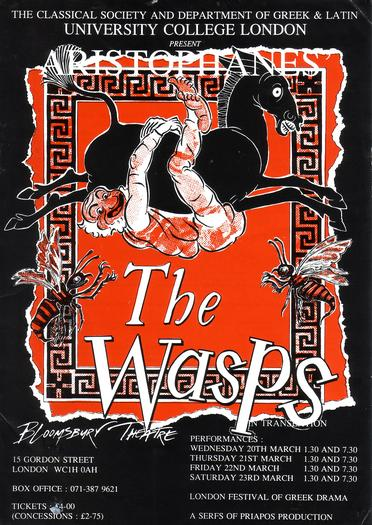 THE CLASSICAL SOCIETY AND DEPARTMENT OF GREEK & LATIN
UNIVERSITY COLLEGE LONDON
PRESENT
ARISTOPHANES'
The
Wasps
IN TRANSLATION
BLOOMSBURY THEATRE
15 GORDON STREET
LONDON WC1H 0AH
BOX OFFICE : 071-387 9621
TICKETS : £4-00
(CONCESSIONS : £2-75)
PERFORMANCES :
WEDNESDAY 20TH MARCH 1.30 AND 7.30
THURSDAY 21ST MARCH 1.30 AND 7.30
FRIDAY 22ND MARCH 1.30 AND 7.30
SATURDAY 23RD MARCH 1.30 AND 7.30
LONDON FESTIVAL OF GREEK DRAMA
A SERFS OF PRIAPOS PRODUCTION